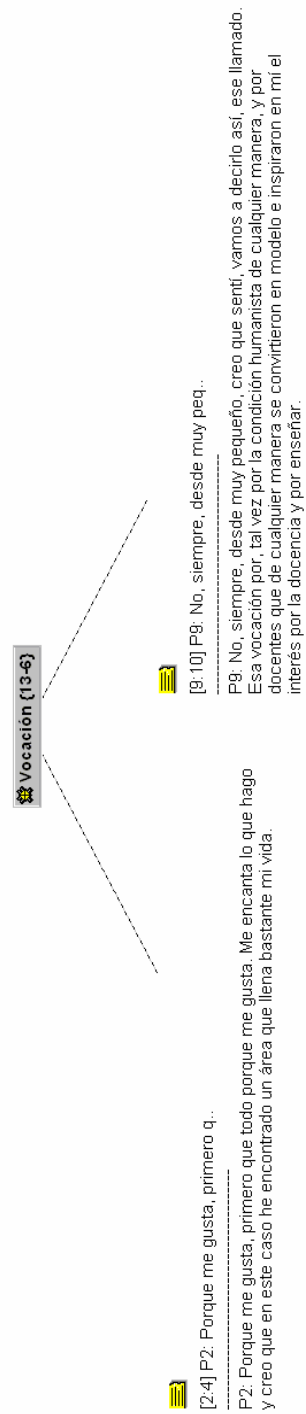 Vocación {13-6}
[2:4] P2: Porque me gusta, primero q..
P2: Porque me gusta, primero que todo porque me gusta. Me encanta lo que hago
y creo que en este caso he encontrado un área que llena bastante mi vida.
[9:10] P9: No, siempre, desde muy peq..
P9: No, siempre, desde muy pequeño, creo que sentí, vamos a decirlo así, ese llamado.
Esa vocación por, tal vez por la condición humanista de cualquier manera, y por
docentes que de cualquier manera se convirtieron en modelo e inspiraron en mí el
interés por la docencia y por enseñar.